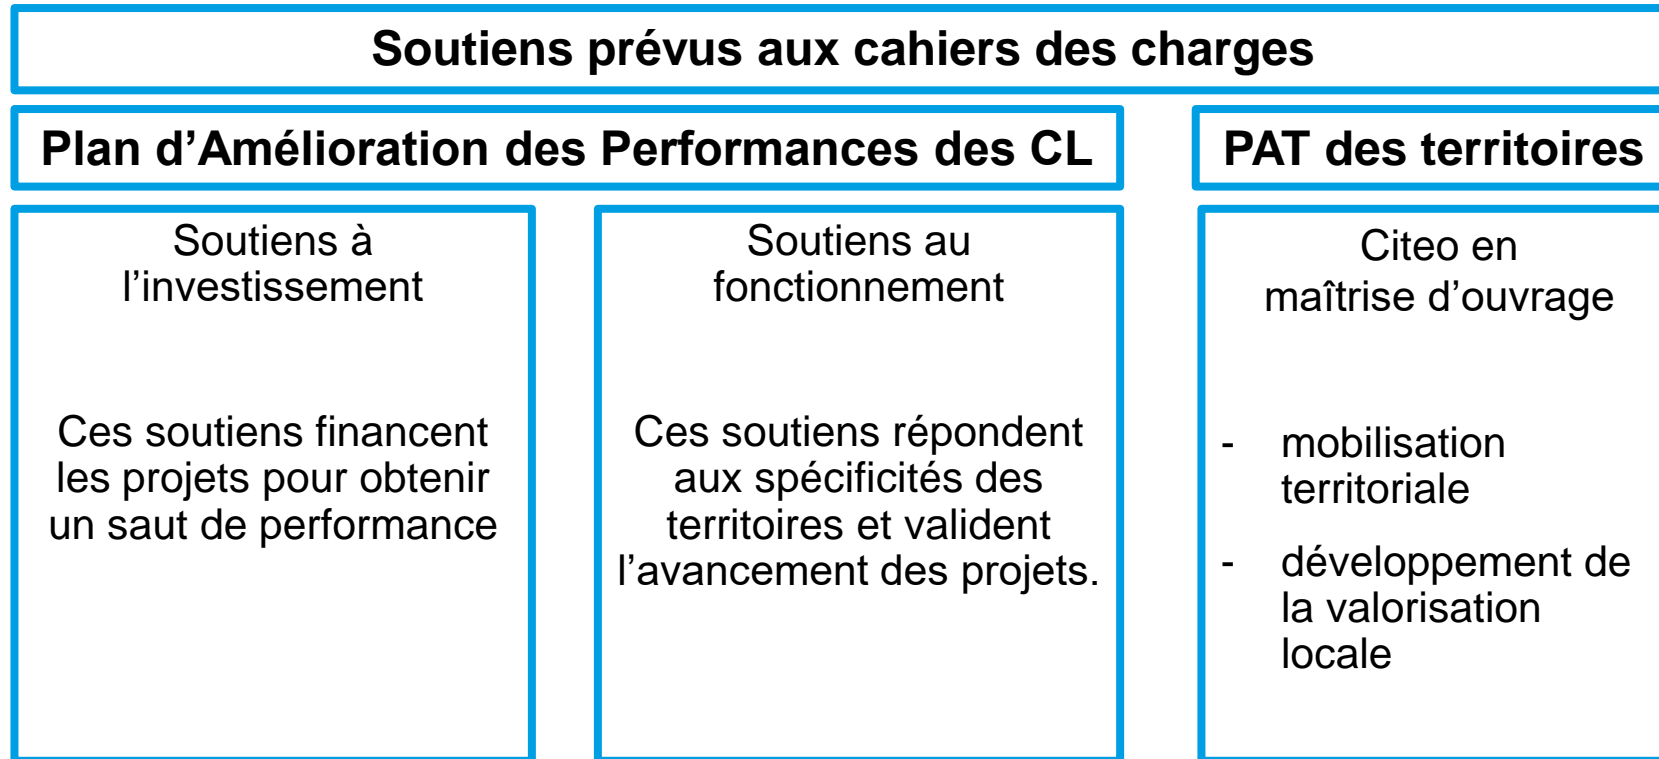 Soutiens prévus aux cahiers des charges
Plan d’Amélioration des Performances des CL
PAT des territoires
Soutiens à
l’investissement
Ces soutiens financent
les projets pour obtenir
un saut de performance
Soutiens au
fonctionnement
Ces soutiens répondent
aux spécificités des
territoires et valident
l’avancement des projets.
Citeo en
maîtrise d’ouvrage
- mobilisation
territoriale
- développement de
la valorisation
locale